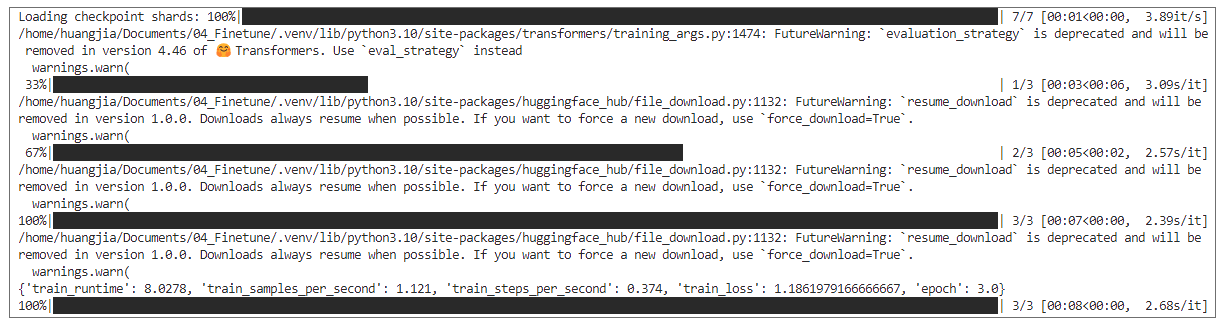 Loading checkpoint shards: 100%| | 7/7 [00:01<00:00, 3.89it/s]
/home/huangjia/Documents/04_Finetune/.venv/lib/python3.10/site-packages/transformers/training_args.py:1474: FutureWarning: `evaluation_strategy` is deprecated and will be
removed in version 4.46 of 🤗 Transformers. Use `eval_strategy` instead
warnings.warn(
33%| | 1/3 [00:03<00:06, 3.09s/it]
/home/huangjia/Documents/04_Finetune/.venv/lib/python3.10/site-packages/huggingface_hub/file_download.py:1132: FutureWarning: `resume_download` is deprecated and will be
removed in version 1.0.0. Downloads always resume when possible. If you want to force a new download, use `force_download=True`.
warnings.warn(
67%| | 2/3 [00:05<00:02, 2.57s/it]
/home/huangjia/Documents/04_Finetune/.venv/lib/python3.10/site-packages/huggingface_hub/file_download.py:1132: FutureWarning: `resume_download` is deprecated and will be
removed in version 1.0.0. Downloads always resume when possible. If you want to force a new download, use `force_download=True`.
warnings.warn(
100%| | 3/3 [00:07<00:00, 2.39s/it]
/home/huangjia/Documents/04_Finetune/.venv/lib/python3.10/site-packages/huggingface_hub/file_download.py:1132: FutureWarning: `resume_download` is deprecated and will be
removed in version 1.0.0. Downloads always resume when possible. If you want to force a new download, use `force_download=True`.
warnings.warn(
{'train_runtime': 8.0278, 'train_samples_per_second': 1.121, 'train_steps_per_second': 0.374, 'train_loss': 1.1861979166666667, 'epoch': 3.0}
100%| | 3/3 [00:08<00:00, 2.68s/it]